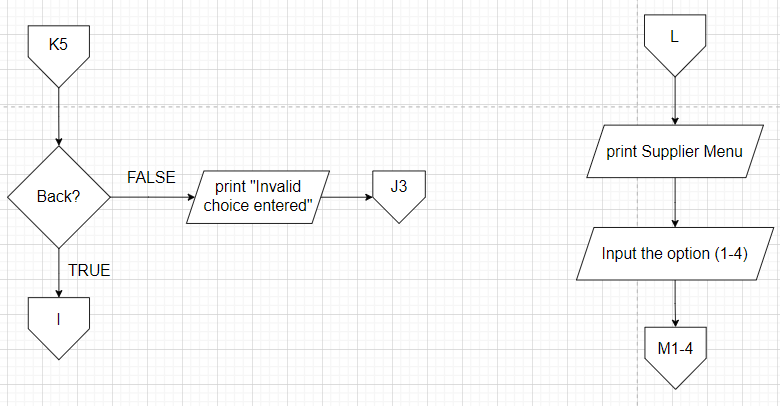 K5
Back?
FALSE
print "Invalid
choice entered"
J3
TRUE
I
L
print Supplier Menu
Input the option (1-4)
M1-4